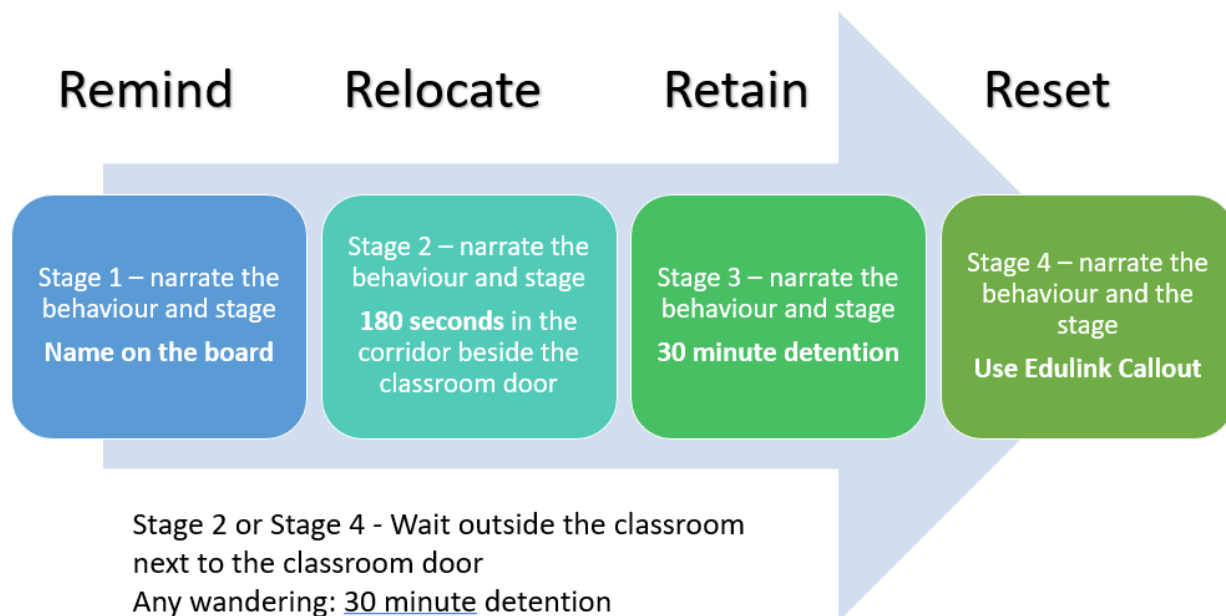 Remind
Relocate
Retain
Reset
Stage 1 – narrate the
behaviour and stage
Name on the board
Stage 2 – narrate the
behaviour and stage
180 seconds in the
corridor beside the
classroom door
Stage 3 – narrate the
behaviour and stage
30 minute detention
Stage 4 – narrate the
behaviour and the
stage
Use Edulink Callout
Stage 2 or Stage 4 - Wait outside the classroom
next to the classroom door
Any wandering: 30 minute detention